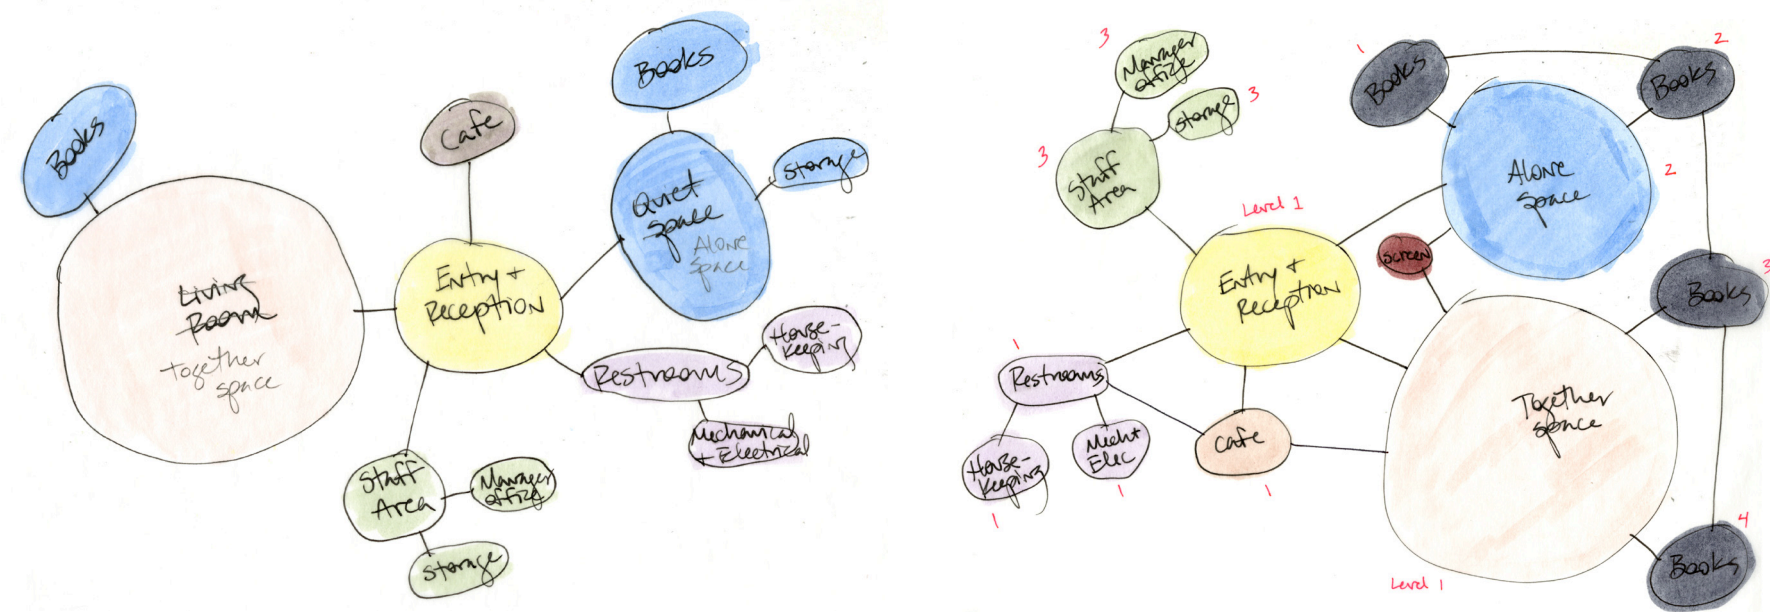 Books
Books
Cafe
Quiet
Space
Alone
Space
Storage
Living
Room
Together
Space
Entry +
Reception
House-
keeping
Restrooms
Mechanical
+ Electrical
Staff
Area
Manager
office
Storage
3
Manager
office
Storage
3
3
Staff
Area
1
Books
2
Books
Alone
Space
2
Level 1
Entry +
Reception
Screen
Books
3
1
Restrooms
House-
keeping
1
Mech +
Elec
1
Cafe
1
Together
Space
Level 1
4
Books